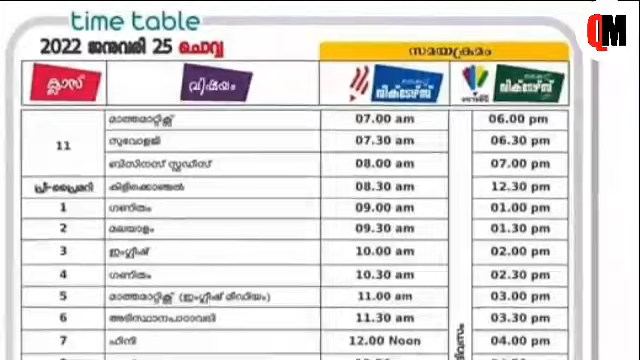 time table
2022 ജനുവരി 25 ചൊവ്വ
QM
സമയക്രമം
ക്ലാസ് വിഷയം വിക്ടേഴ്സ് വിക്ടേഴ്സ്
മാത്തമാറ്റിക്സ് 07.00 am 06.00 pm
11 സുവോളജി 07.30 am 06.30 pm
ബിസിനസ് സ്റ്റഡീസ് 08.00 am 07.00 pm
പ്രീ-പ്രൈമറി കിളിക്കൊഞ്ചൽ 08.30 am 12.30 pm
1 ഗണിതം 09.00 am 01.00 pm
2 മലയാളം 09.30 am 01.30 pm
3 ഇംഗ്ലീഷ് 10.00 am 02.00 pm
4 ഗണിതം 10.30 am 02.30 pm
5 മാത്തമാറ്റിക്സ് (ഇംഗ്ലീഷ് മീഡിയം) 11.00 am 03.00 pm
6 അടിസ്ഥാനപാഠാവലി 11.30 am 03.30 pm
7 ഹിന്ദി 12.00 Noon 04.00 pm